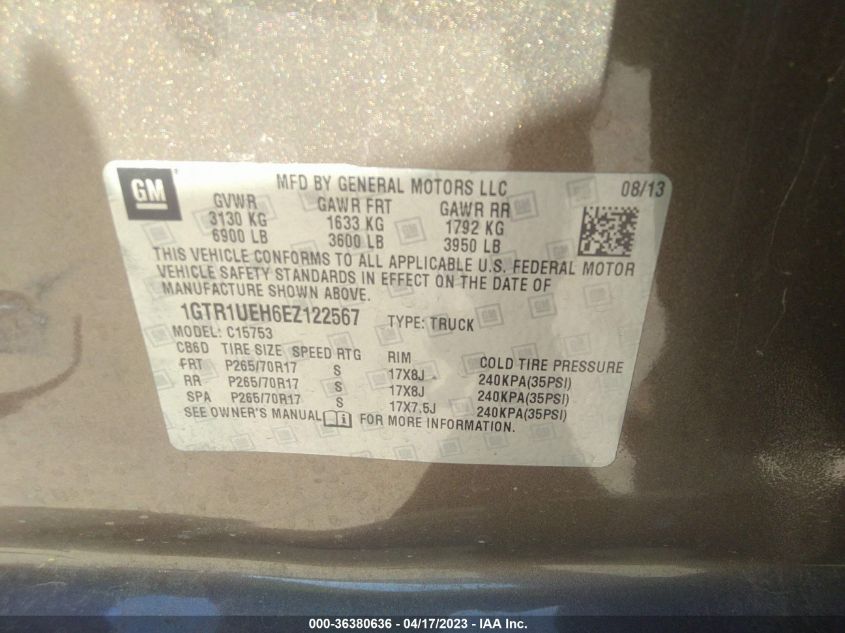 GM
MFD BY GENERAL MOTORS LLC 08/13
GVWR GAWR FRT GAWR RR
3130 KG 1633 KG 1792 KG
6900 LB 3600 LB 3950 LB
THIS VEHICLE CONFORMS TO ALL APPLICABLE U.S. FEDERAL MOTOR
VEHICLE SAFETY STANDARDS IN EFFECT ON THE DATE OF
MANUFACTURE SHOWN ABOVE.
1GTR1UEH6EZ122567 TYPE: TRUCK
MODEL: C15753
CB6D TIRE SIZE SPEED RTG RIM COLD TIRE PRESSURE
FRT P265/70R17 S 17X8J 240KPA(35PSI)
RR P265/70R17 S 17X8J 240KPA(35PSI)
SPA P265/70R17 S 17X7.5J 240KPA(35PSI)
SEE OWNER'S MANUAL FOR MORE INFORMATION.
000-36380636 - 04/17/2023 - IAA Inc.